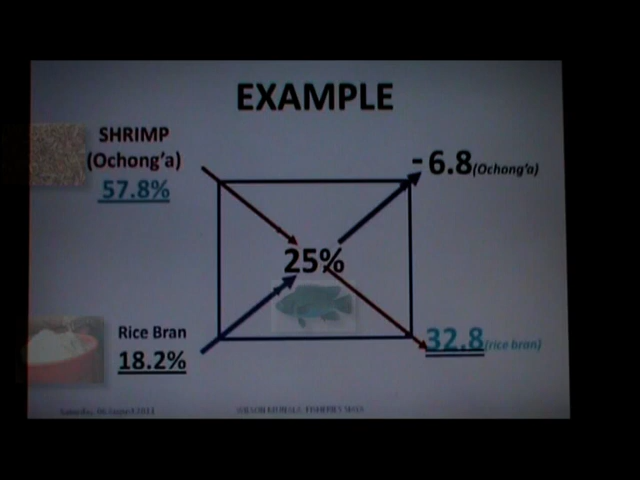 EXAMPLE
SHRIMP
(Ochong'a)
57.8%
- 6.8(Ochong'a)
25%
Rice Bran
18.2%
32.8(rice bran)